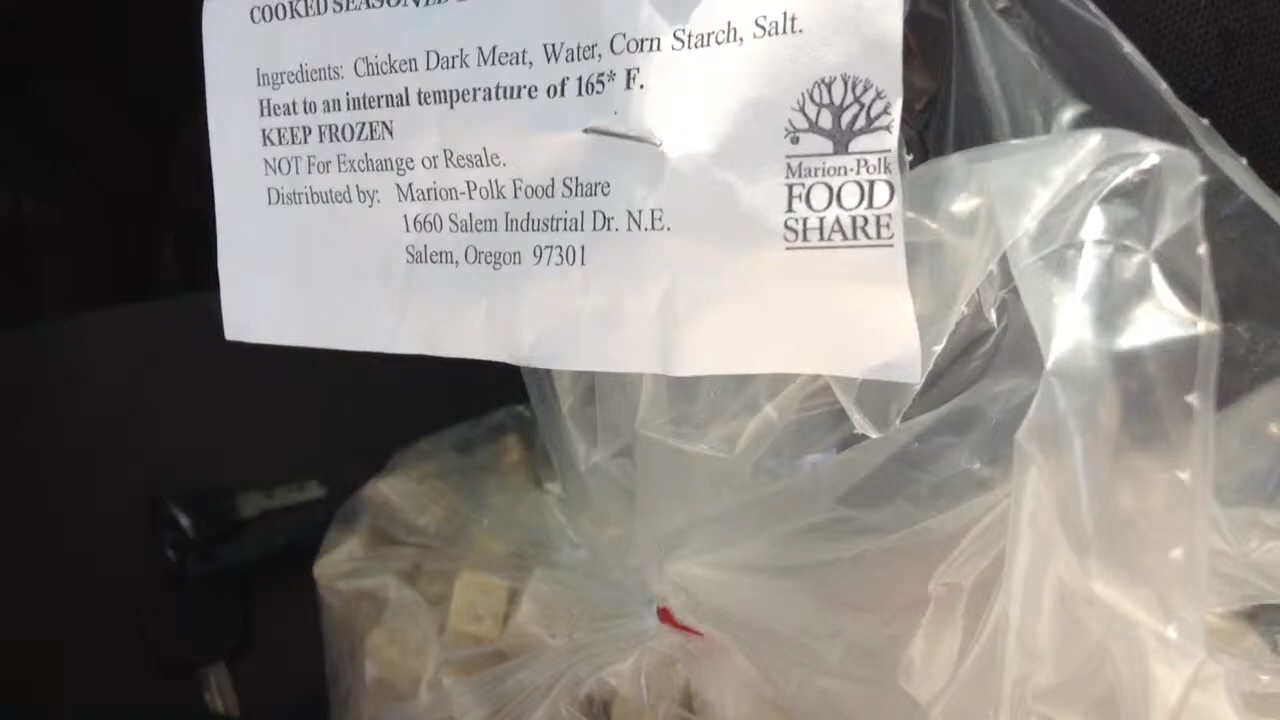 COOKED SEASONED
Ingredients: Chicken Dark Meat, Water, Corn Starch, Salt.
Heat to an internal temperature of 165* F.
KEEP FROZEN
NOT For Exchange or Resale.
Distributed by: Marion-Polk Food Share
1660 Salem Industrial Dr. N.E.
Salem, Oregon 97301
Marion-Polk
FOOD
SHARE